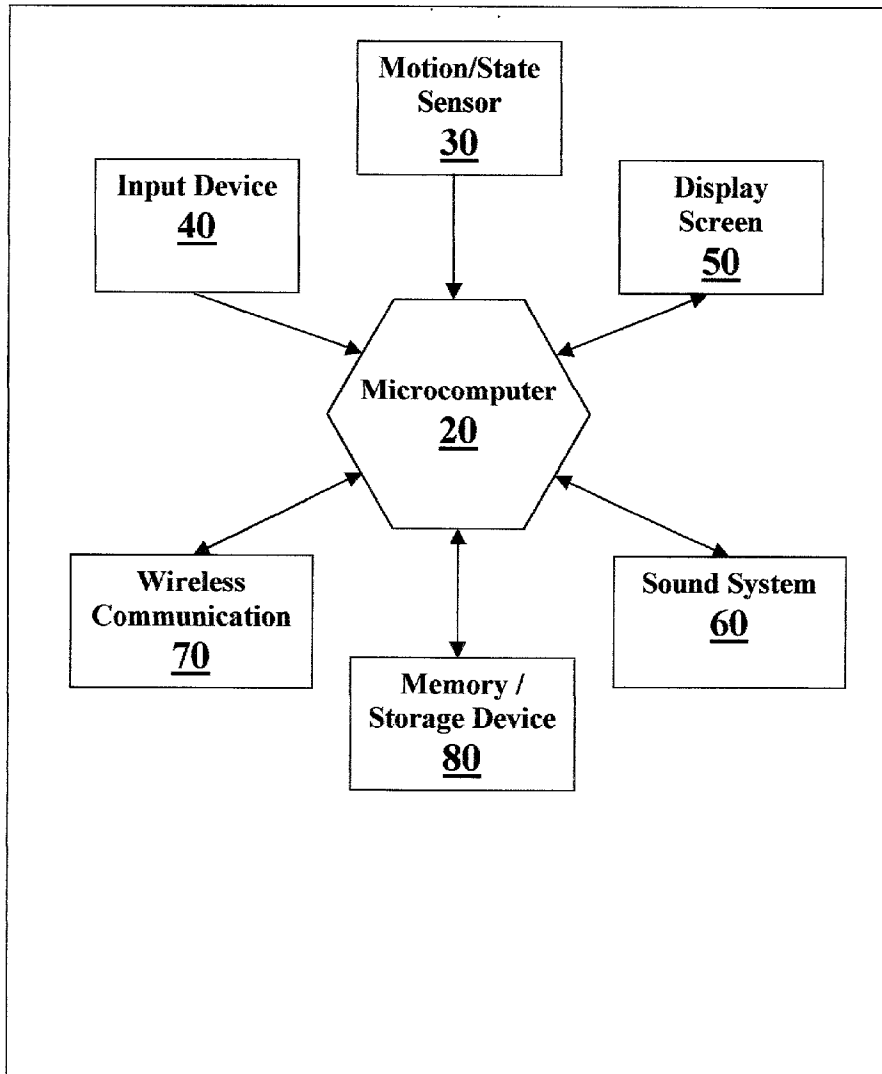 Motion/State
Sensor
30
Input Device
40
Display
Screen
50
Microcomputer
20
Wireless
Communication
70
Sound System
60
Memory /
Storage Device
80